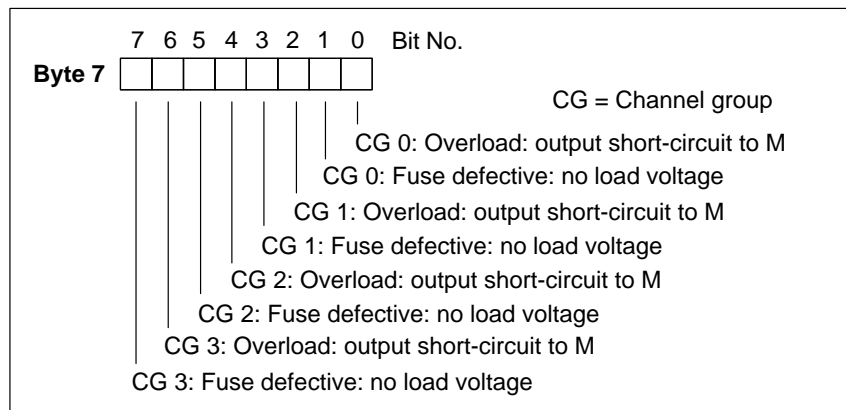 7 6 5 4 3 2 1 0 Bit No.
Byte 7
CG = Channel group
CG 0: Overload: output short-circuit to M
CG 0: Fuse defective: no load voltage
CG 1: Overload: output short-circuit to M
CG 1: Fuse defective: no load voltage
CG 2: Overload: output short-circuit to M
CG 2: Fuse defective: no load voltage
CG 3: Overload: output short-circuit to M
CG 3: Fuse defective: no load voltage